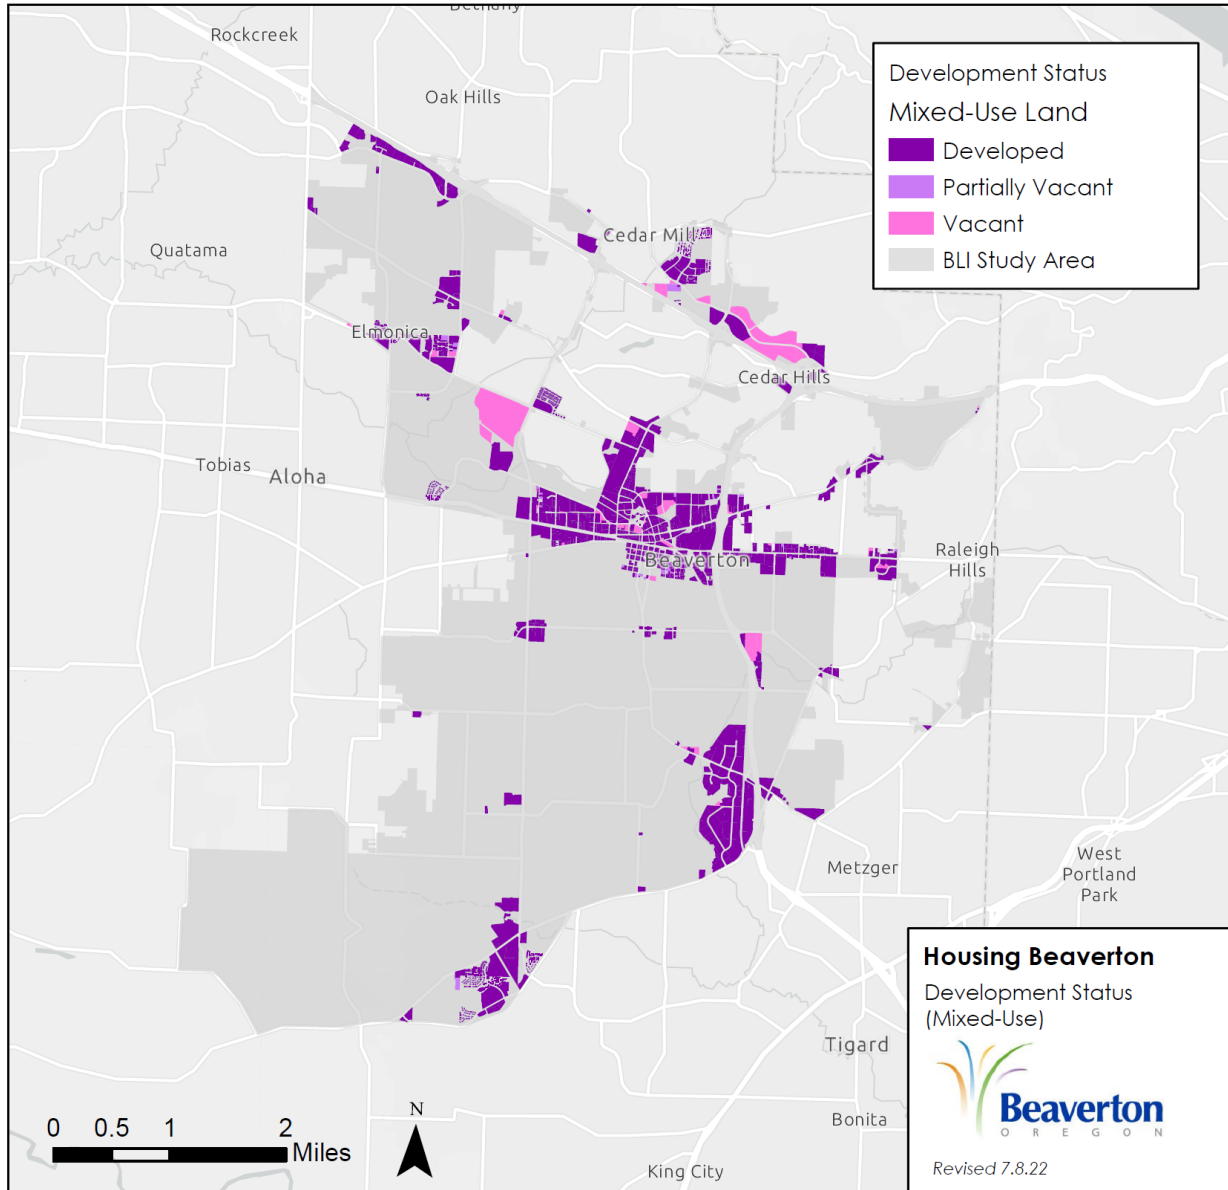 Bethany
Rockcreek
Oak Hills
Development Status
Mixed-Use Land
Developed
Partially Vacant
Vacant
BLI Study Area
Cedar Mill
Quatama
Elmonica
Cedar Hills
Tobias
Aloha
Beaverton
Raleigh
Hills
Metzger
West
Portland
Park
Housing Beaverton
Development Status
(Mixed-Use)
Beaverton
OREGON
Revised 7.8.22
Tigard
Bonita
King City
N
0 0.5 1 2
Miles